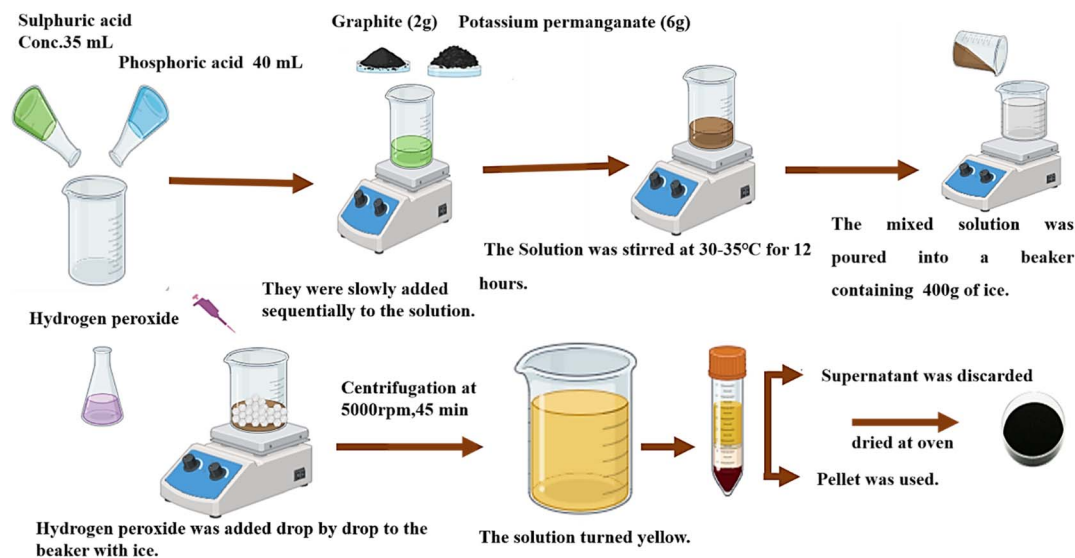 Sulphuric acid
Conc.35 mL
Phosphoric acid  40 mL
Graphite (2g)
Potassium permanganate (6g)
They were slowly added
sequentially to the solution.
The Solution was stirred at 30-35°C for 12
hours.
The mixed solution was
poured into a beaker
containing 400g of ice.
Hydrogen peroxide
Hydrogen peroxide was added drop by drop to the
beaker with ice.
Centrifugation at
5000rpm,45 min
The solution turned yellow.
Supernatant was discarded
dried at oven
Pellet was used.